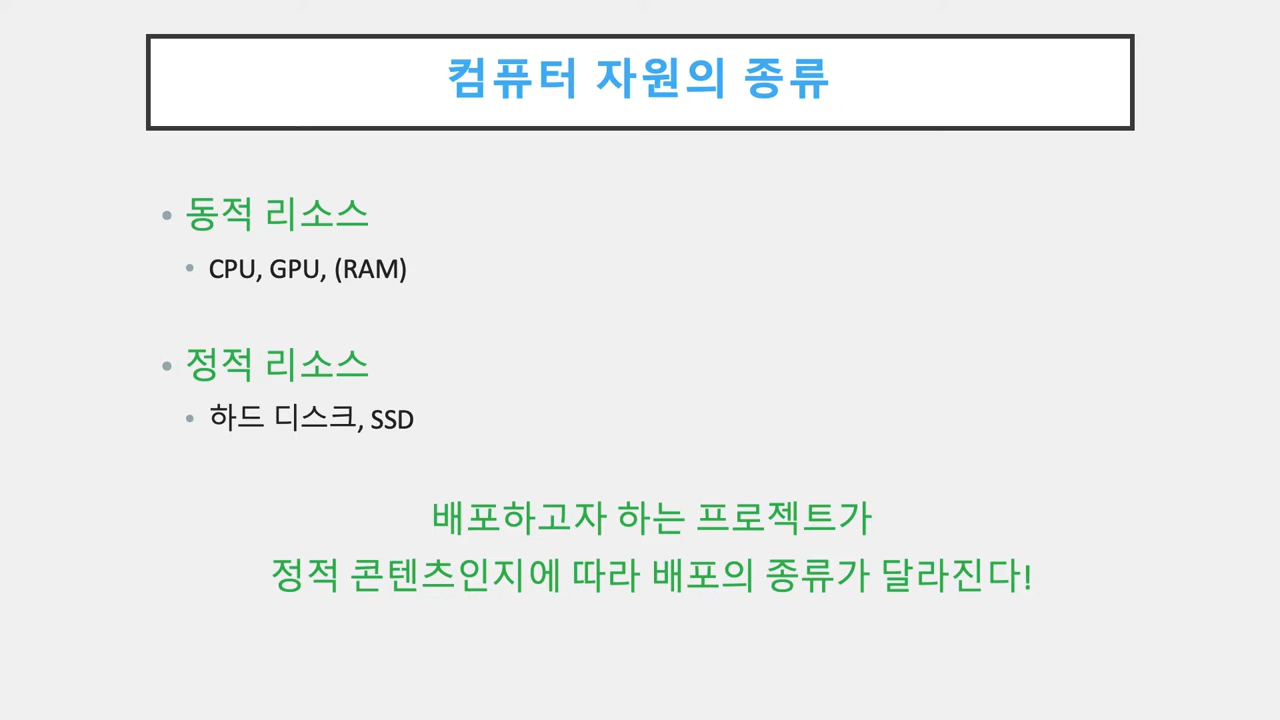 컴퓨터 자원의 종류
• 동적 리소스
• CPU, GPU, (RAM)
• 정적 리소스
• 하드 디스크, SSD
배포하고자 하는 프로젝트가
정적 콘텐츠인지에 따라 배포의 종류가 달라진다!